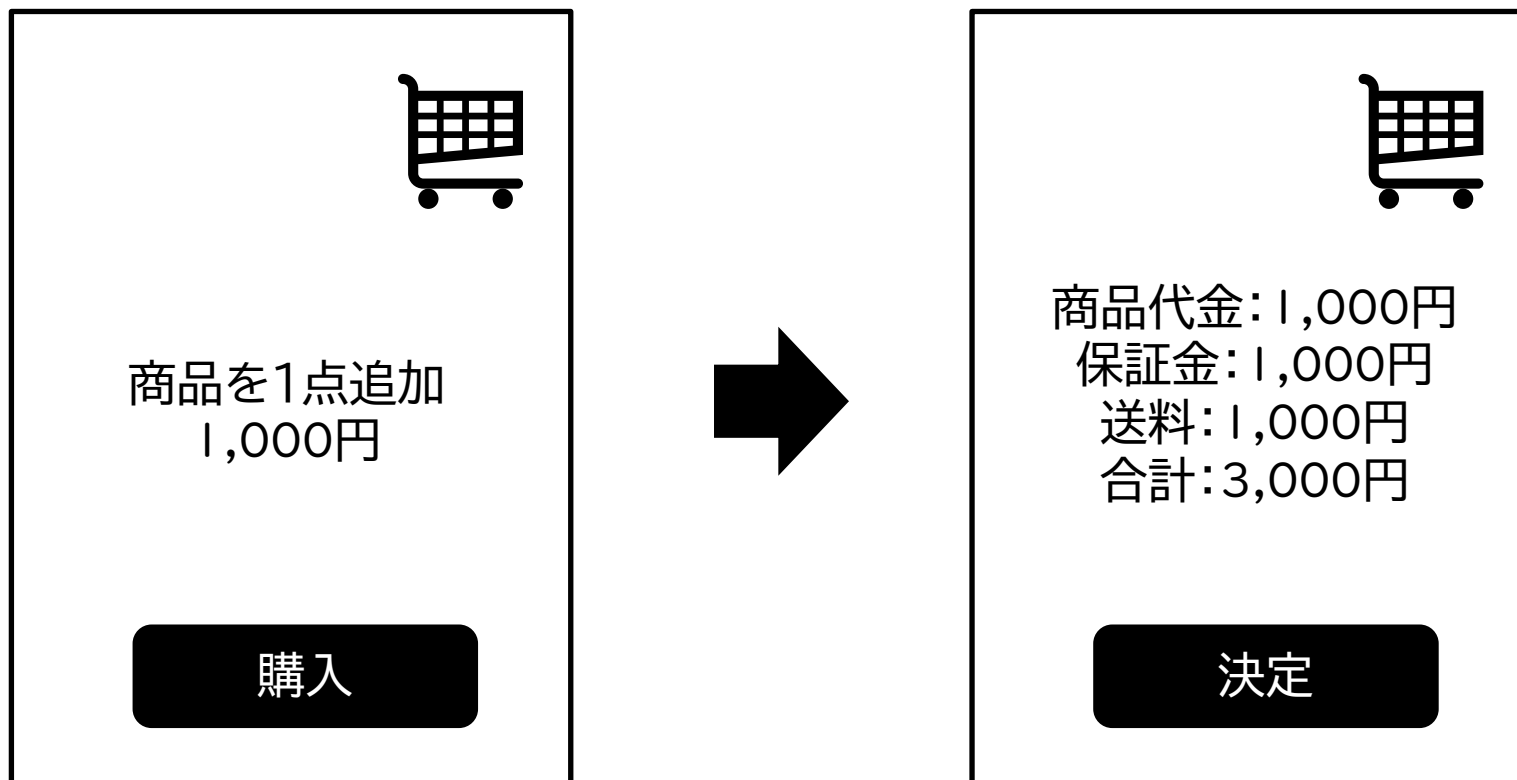 商品を1点追加
1,000円
購入
商品代金：1,000円
保証金：1,000円
送料：1,000円
合計：3,000円
決定